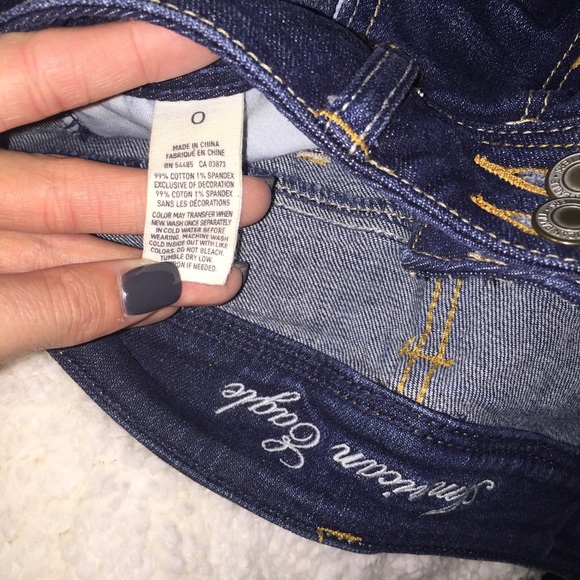 0
MADE IN CHINA
FABRIQUÉ EN CHINE
RN 54485 CA 03873
99% COTTON 1% SPANDEX
EXCLUSIVE OF DECORATION
99% COTON 1% SPANDEX
SANS LES DÉCORATIONS
COLOR MAY TRANSFER WHEN
NEW. WASH ONCE SEPARATELY
IN COLD WATER BEFORE
WEARING. MACHINE WASH
COLD INSIDE OUT WITH LIKE
COLORS. DO NOT BLEACH.
TUMBLE DRY LOW.
IF NEEDED.
American Eagle